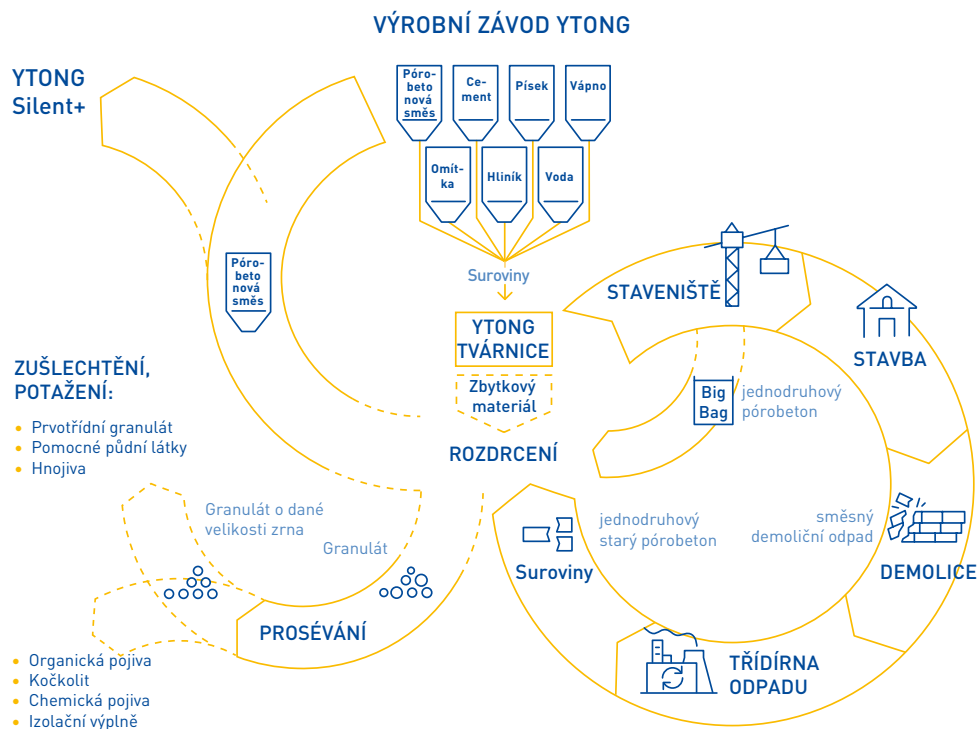 VÝROBNÍ ZÁVOD YTONG
YTONG
Silent+
Póro-
beto
nová
směs
Ce-
ment
Písek
Vápno
Omít-
ka
Hliník
Voda
Suroviny
YTONG
TVÁRNICE
Zbytkový
materiál
ROZDRCENÍ
Póro-
beto
nová
směs
STAVENIŠTĚ
STAVBA
Big
Bag
jednodruhový
pórobeton
ZUŠLECHTĚNÍ,
POTAŽENÍ:
• Prvotřídní granulát
• Pomocné půdní látky
• Hnojiva
Granulát o dané
velikosti zrna
Granulát
jednodruhový
starý pórobeton
Suroviny
směsný
demoliční odpad
DEMOLICE
PROSÉVÁNÍ
TŘÍDÍRNA
ODPADU
• Organická pojiva
• Kočkolit
• Chemická pojiva
• Izolační výplně